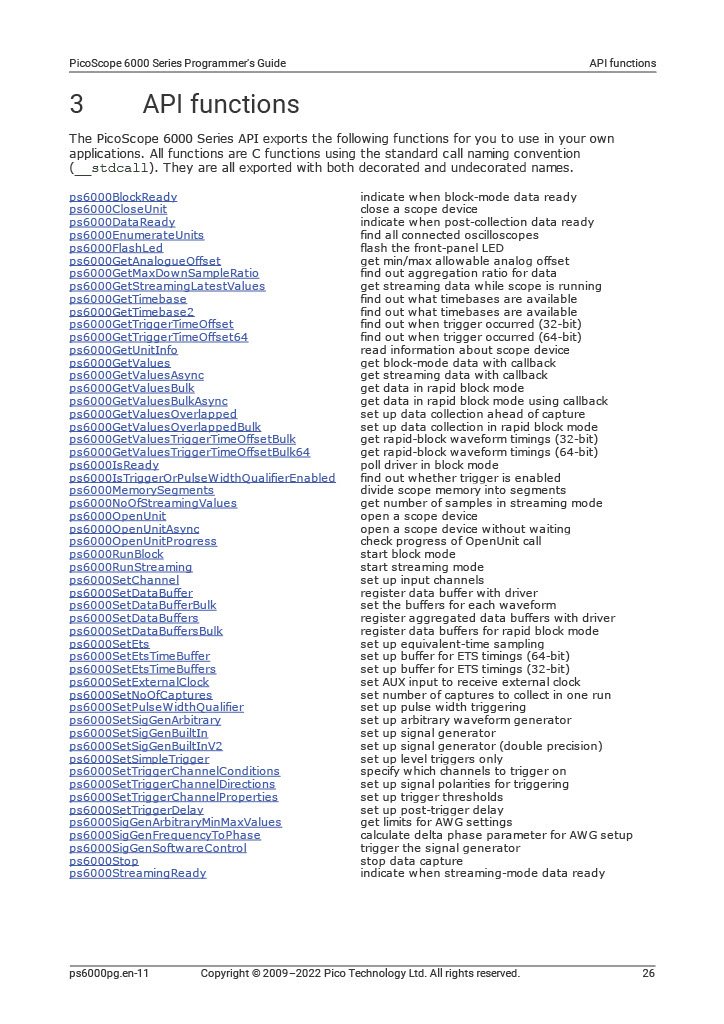 PicoScope 6000 Series Programmer's Guide API functions
3 API functions
The PicoScope 6000 Series API exports the following functions for you to use in your own
applications. All functions are C functions using the standard call naming convention
(__stdcall). They are all exported with both decorated and undecorated names.
ps6000BlockReady indicate when block-mode data ready
ps6000CloseUnit close a scope device
ps6000DataReady indicate when post-collection data ready
ps6000EnumerateUnits find all connected oscilloscopes
ps6000FlashLed flash the front-panel LED
ps6000GetAnalogueOffset get min/max allowable analog offset
ps6000GetMaxDownSampleRatio find out aggregation ratio for data
ps6000GetStreamingLatestValues get streaming data while scope is running
ps6000GetTimebase find out what timebases are available
ps6000GetTimebase2 find out what timebases are available
ps6000GetTriggerTimeOffset find out when trigger occurred (32-bit)
ps6000GetTriggerTimeOffset64 find out when trigger occurred (64-bit)
ps6000GetUnitInfo read information about scope device
ps6000GetValues get block-mode data with callback
ps6000GetValuesAsync get streaming data with callback
ps6000GetValuesBulk get data in rapid block mode
ps6000GetValuesBulkAsync get data in rapid block mode using callback
ps6000GetValuesOverlapped set up data collection ahead of capture
ps6000GetValuesOverlappedBulk set up data collection in rapid block mode
ps6000GetValuesTriggerTimeOffsetBulk get rapid-block waveform timings (32-bit)
ps6000GetValuesTriggerTimeOffsetBulk64 get rapid-block waveform timings (64-bit)
ps6000IsReady poll driver in block mode
ps6000IsTriggerOrPulseWidthQualifierEnabled find out whether trigger is enabled
ps6000MemorySegments divide scope memory into segments
ps6000NoOfStreamingValues get number of samples in streaming mode
ps6000OpenUnit open a scope device
ps6000OpenUnitAsync open a scope device without waiting
ps6000OpenUnitProgress check progress of OpenUnit call
ps6000RunBlock start block mode
ps6000RunStreaming start streaming mode
ps6000SetChannel set up input channels
ps6000SetDataBuffer register data buffer with driver
ps6000SetDataBufferBulk set the buffers for each waveform
ps6000SetDataBuffers register aggregated data buffers with driver
ps6000SetDataBuffersBulk register data buffers for rapid block mode
ps6000SetEts set up equivalent-time sampling
ps6000SetEtsTimeBuffer set up buffer for ETS timings (64-bit)
ps6000SetEtsTimeBuffers set up buffer for ETS timings (32-bit)
ps6000SetExternalClock set AUX input to receive external clock
ps6000SetNoOfCaptures set number of captures to collect in one run
ps6000SetPulseWidthQualifier set up pulse width triggering
ps6000SetSigGenArbitrary set up arbitrary waveform generator
ps6000SetSigGenBuiltIn set up signal generator
ps6000SetSigGenBuiltInV2 set up signal generator (double precision)
ps6000SetSimpleTrigger set up level triggers only
ps6000SetTriggerChannelConditions specify which channels to trigger on
ps6000SetTriggerChannelDirections set up signal polarities for triggering
ps6000SetTriggerChannelProperties set up trigger thresholds
ps6000SetTriggerDelay set up post-trigger delay
ps6000SigGenArbitraryMinMaxValues get limits for AWG settings
ps6000SigGenFrequencyToPhase calculate delta phase parameter for AWG setup
ps6000SigGenSoftwareControl trigger the signal generator
ps6000Stop stop data capture
ps6000StreamingReady indicate when streaming-mode data ready
ps6000pg.en-11 Copyright © 2009–2022 Pico Technology Ltd. All rights reserved. 26